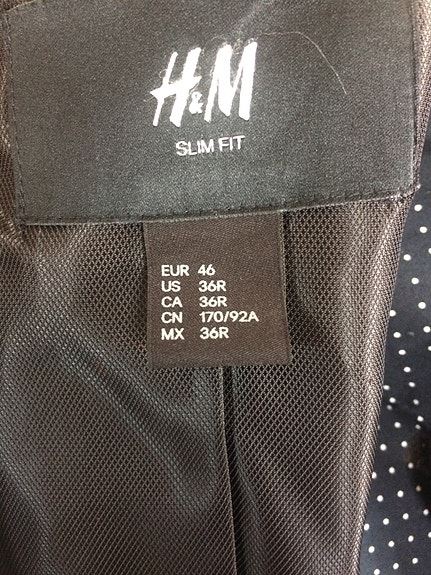 H&M
SLIM FIT
EUR 46
US 36R
CA 36R
CN 170/92A
MX 36R